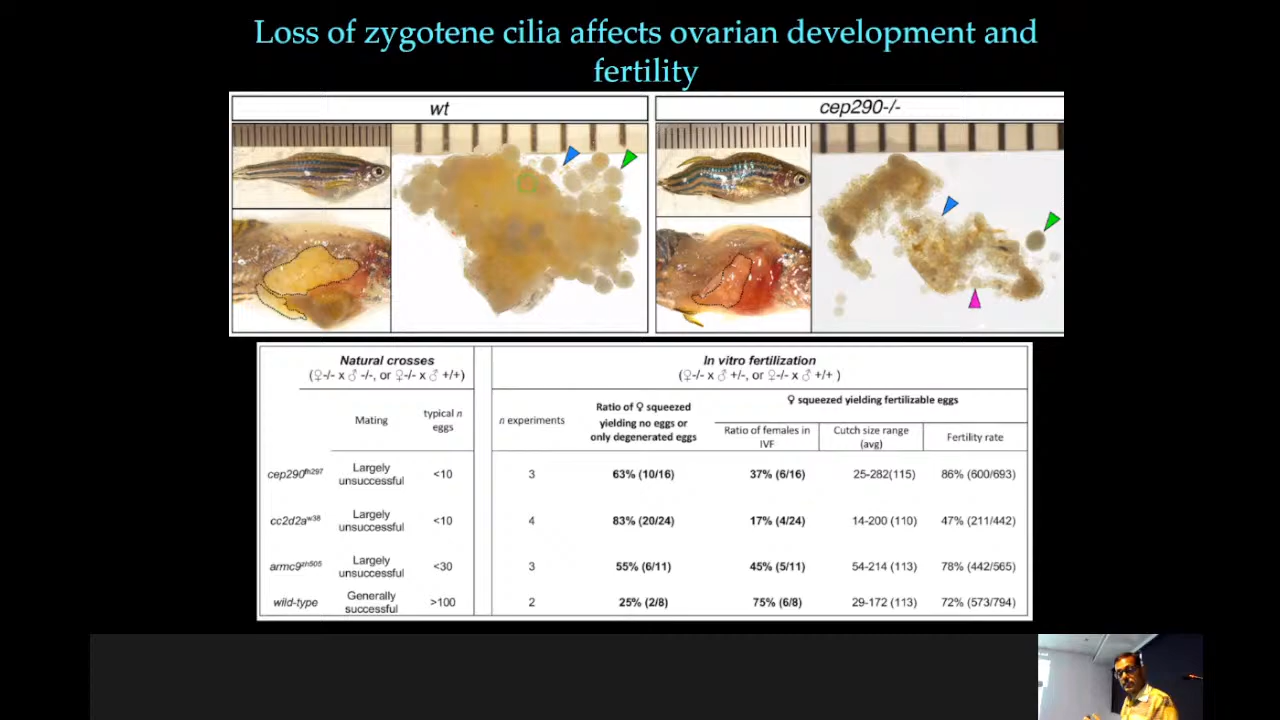 Loss of zygotene cilia affects ovarian development and
fertility
wt
cep290-/-
Natural crosses
(♀-/- x ♂ -/-, or ♀-/- x ♂ +/+)
In vitro fertilization
(♀-/- x ♂ +/-, or ♀-/- x ♂ +/+ )
Mating
typical n
eggs
n experiments
Ratio of ♀ squeezed
yielding no eggs or
only degenerated eggs
♀ squeezed yielding fertilizable eggs
Ratio of females in
IVF
Cutch size range
(avg)
Fertility rate
cep290fh297
Largely
unsuccessful
<10
3
63% (10/16)
37% (6/16)
25-282(115)
86% (600/693)
cc2d2aw38
Largely
unsuccessful
<10
4
83% (20/24)
17% (4/24)
14-200 (110)
47% (211/442)
armc9zh505
Largely
unsuccessful
<30
3
55% (6/11)
45% (5/11)
54-214 (113)
78% (442/565)
wild-type
Generally
successful
>100
2
25% (2/8)
75% (6/8)
29-172 (113)
72% (573/794)